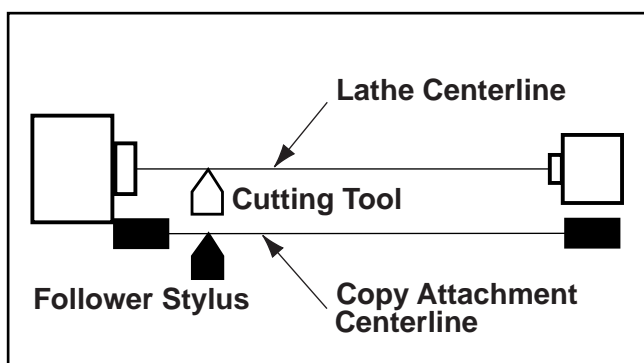 Lathe Centerline
Cutting Tool
Follower Stylus
Copy Attachment
Centerline